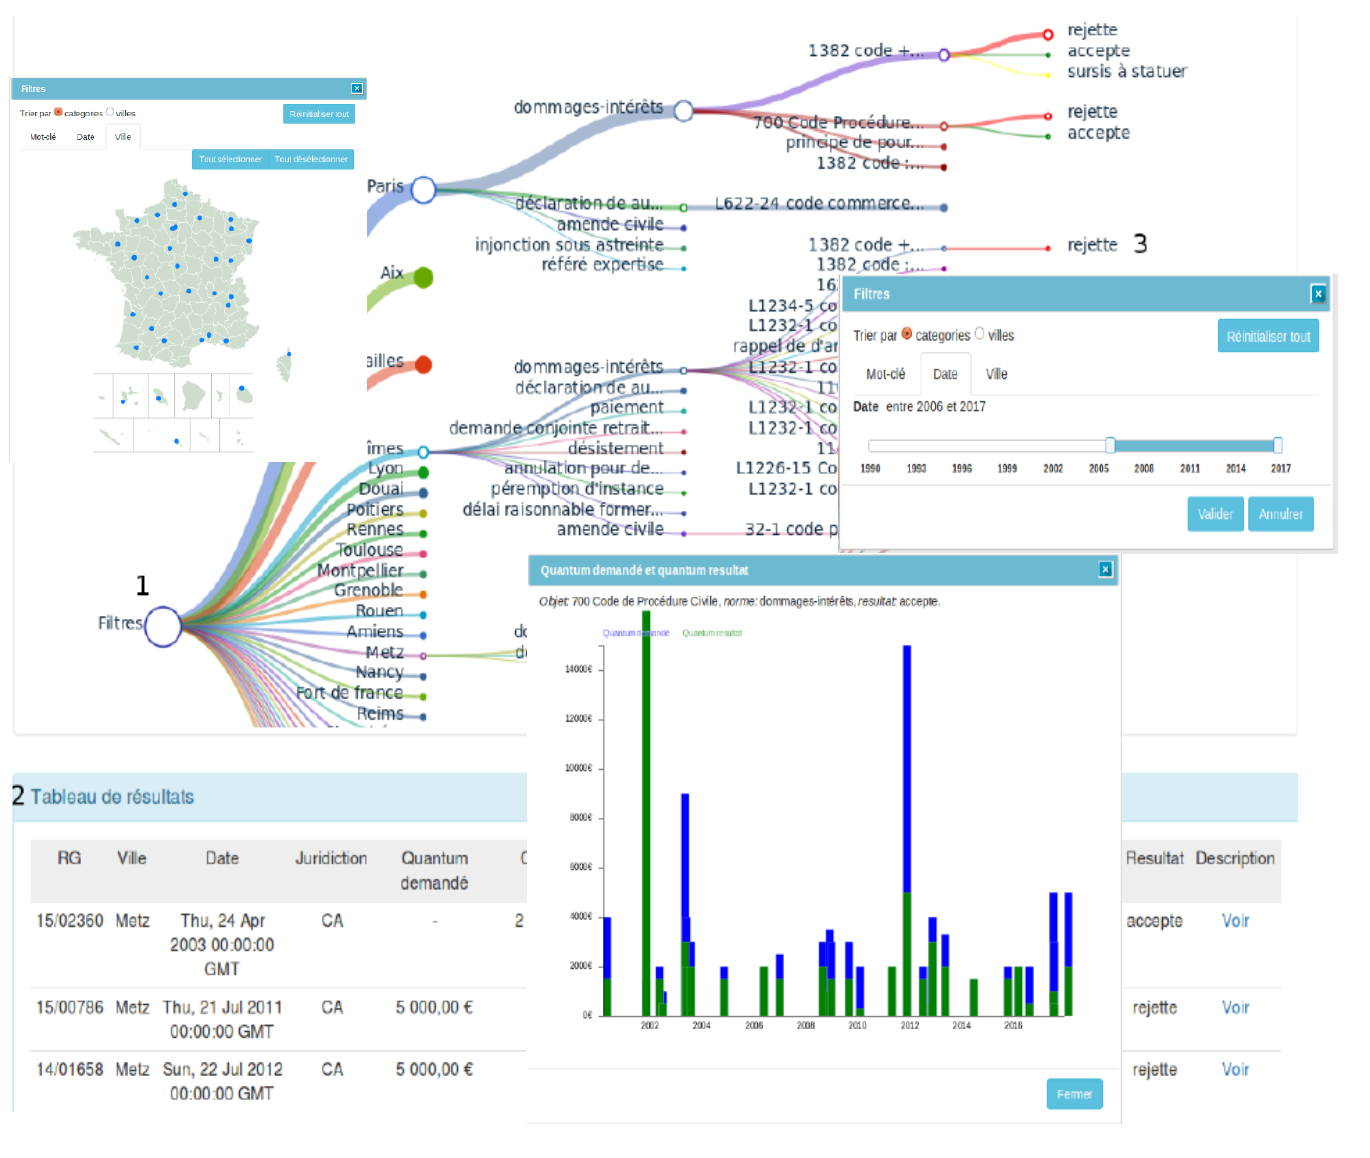 Filtres
Trier par categories villes
Réinitialiser tout
Mot-clé Date Ville
Tout sélectionner Tout désélectionner
1382 code +...
rejette
accepte
sursis à statuer
dommages-intérêts
700 Code Procédure...
rejette
accepte
principe de pour...
1382 code :...
Paris
déclaration de au...
L622-24 code commerce...
amende civile
injonction sous astreinte
référé expertise
1382 code +...
rejette 3
1382 code :...
Aix
16
L1234-5 co
L1232-1 co
rappel de d'ar
ailles
dommages-intérêts
L1232-1 co
déclaration de au...
11
paiement
L1232-1 co
demande conjointe retrait...
L1232-1 co
îmes
désistement
11
Lyon
annulation pour de...
L1226-15 Co
Douai
péremption d'instance
L1232-1 co
Poitiers
délai raisonnable former...
Rennes
amende civile
32-1 code p
Toulouse
Montpellier
Grenoble
Rouen
Amiens
Metz
Nancy
Fort de france
Reims
1
Filtres
do
d
Filtres
Trier par categories villes
Réinitialiser tout
Mot-clé Date Ville
Date entre 2006 et 2017
1990 1993 1996 1999 2002 2005 2008 2011 2014 2017
Valider Annulrer
Quantum demandé et quantum resultat
Objet: 700 Code de Procédure Civile, norme: dommages-intérêts, resultat: accepte.
Quantum demandé Quantum resultat
14000€
12000€
10000€
8000€
6000€
4000€
2000€
0€
2002 2004 2006 2008 2010 2012 2014 2016
Fermer
2 Tableau de résultats
RG Ville Date Juridiction Quantum demandé Resultat Description
15/02360 Metz Thu, 24 Apr 2003 00:00:00 GMT CA - 2 accepte Voir
15/00786 Metz Thu, 21 Jul 2011 00:00:00 GMT CA 5 000,00 € rejette Voir
14/01658 Metz Sun, 22 Jul 2012 00:00:00 GMT CA 5 000,00 € rejette Voir